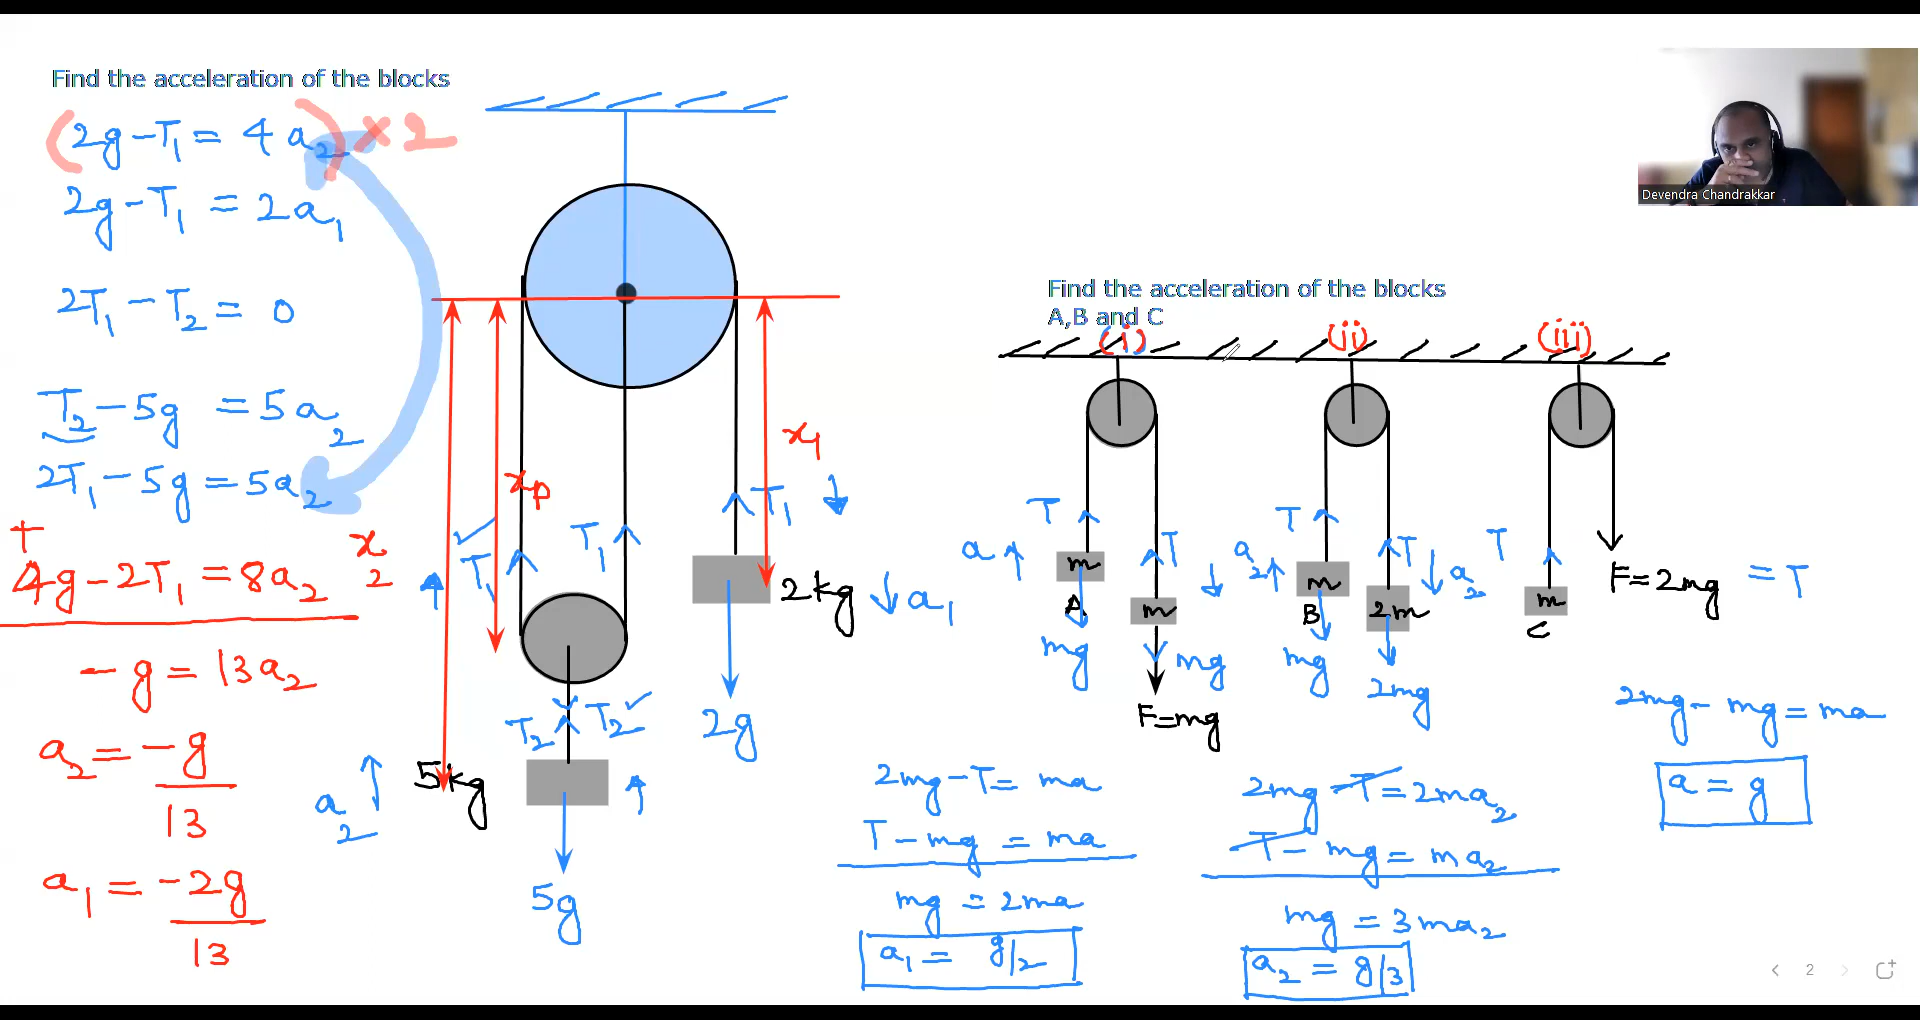 Find the acceleration of the blocks
(2g-T₁ = 4a₂) × 2
2g-T₁ = 2a₁
2T₁ - T₂ = 0
T₂ - 5g = 5a₂
2T₁ - 5g = 5a₂
+
4g - 2T₁ = 8a₂
x₂
- g = 13a₂
a₂ = -g/13
a₁ = -2g/13
xₚ
x₁
T₁
T₁
T₁
2kg
a₁
T₂
T₂
2g
5kg
a₂
5g
Devendra Chandrakkar
Find the acceleration of the blocks
A,B and C
(i)
(ii)
(iii)
T
a
m
A
mg
T
m
mg
F=mg
T
a₂
m
B
mg
T
a₂
2m
2mg
T
m
C
F=2mg = T
2mg-T = ma
T-mg = ma
mg = 2ma
a₁ = g/2
2mg-T = 2ma₂
T-mg = ma₂
mg = 3ma₂
a₂ = g/3
2mg-mg = ma
a = g
2